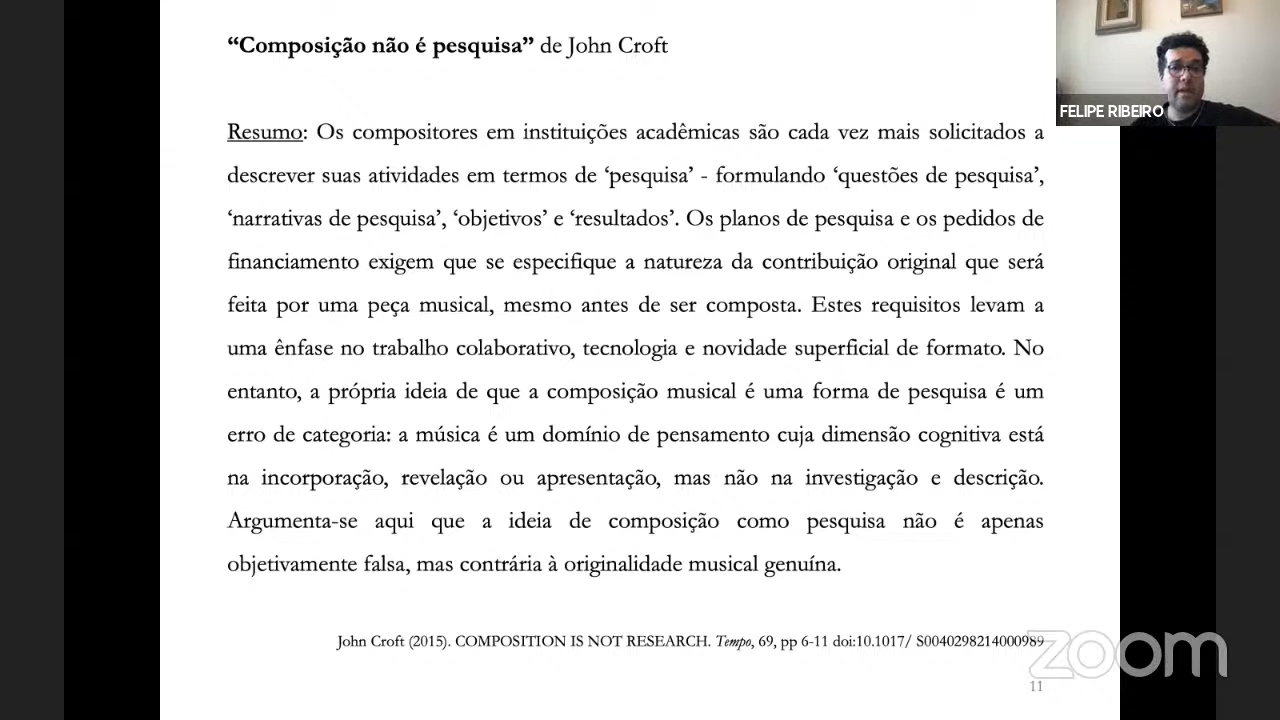 “Composição não é pesquisa” de John Croft
FELIPE RIBEIRO
Resumo: Os compositores em instituições acadêmicas são cada vez mais solicitados a
descrever suas atividades em termos de ‘pesquisa’ - formulando ‘questões de pesquisa’,
‘narrativas de pesquisa’, ‘objetivos’ e ‘resultados’. Os planos de pesquisa e os pedidos de
financiamento exigem que se especifique a natureza da contribuição original que será
feita por uma peça musical, mesmo antes de ser composta. Estes requisitos levam a
uma ênfase no trabalho colaborativo, tecnologia e novidade superficial de formato. No
entanto, a própria ideia de que a composição musical é uma forma de pesquisa é um
erro de categoria: a música é um domínio de pensamento cuja dimensão cognitiva está
na incorporação, revelação ou apresentação, mas não na investigação e descrição.
Argumenta-se aqui que a ideia de composição como pesquisa não é apenas
objetivamente falsa, mas contrária à originalidade musical genuína.
John Croft (2015). COMPOSITION IS NOT RESEARCH. Tempo, 69, pp 6-11 doi:10.1017/ S0040298214000989
zoom
11